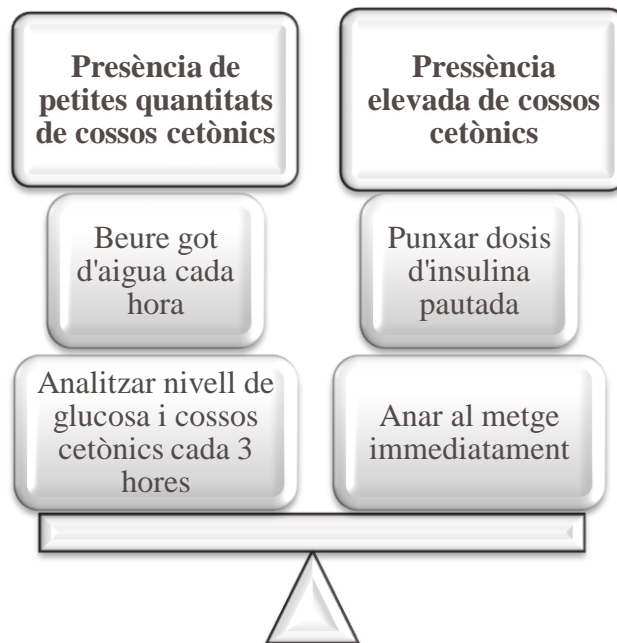 Presència de
petites quantitats
de cossos cetònics
Beure got
d'aigua cada
hora
Analitzar nivell de
glucosa i cossos
cetònics cada 3
hores
Pressència
elevada de cossos
cetònics
Punxar dosis
d'insulina
pautada
Anar al metge
immediatament